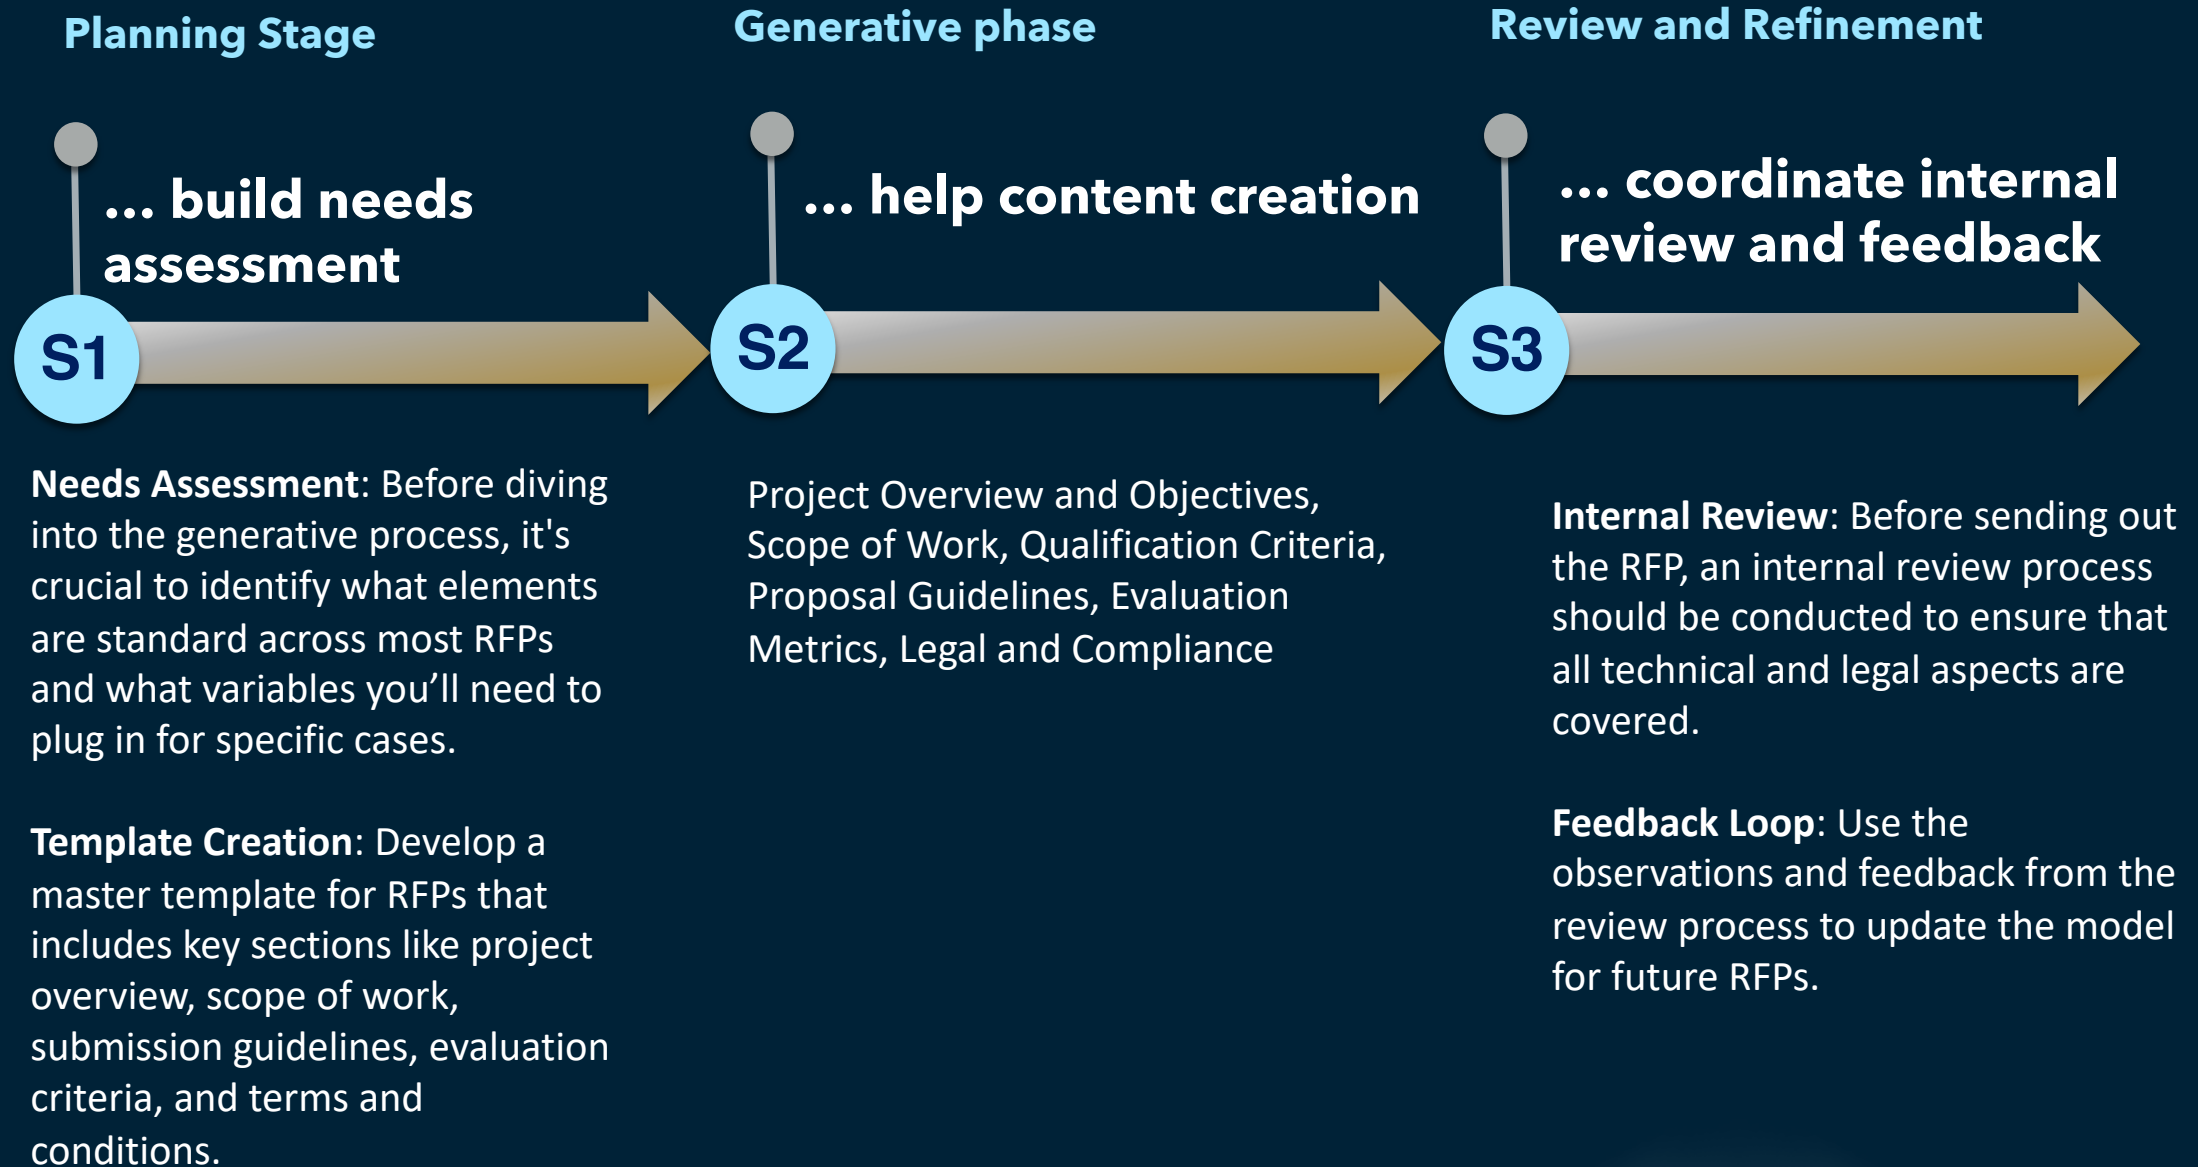 Planning Stage
Generative phase
Review and Refinement
... build needs
assessment
... help content creation
... coordinate internal
review and feedback
S1
S2
S3
Needs Assessment: Before diving
into the generative process, it's
crucial to identify what elements
are standard across most RFPs
and what variables you’ll need to
plug in for specific cases.
Template Creation: Develop a
master template for RFPs that
includes key sections like project
overview, scope of work,
submission guidelines, evaluation
criteria, and terms and
conditions.
Project Overview and Objectives,
Scope of Work, Qualification Criteria,
Proposal Guidelines, Evaluation
Metrics, Legal and Compliance
Internal Review: Before sending out
the RFP, an internal review process
should be conducted to ensure that
all technical and legal aspects are
covered.
Feedback Loop: Use the
observations and feedback from the
review process to update the model
for future RFPs.